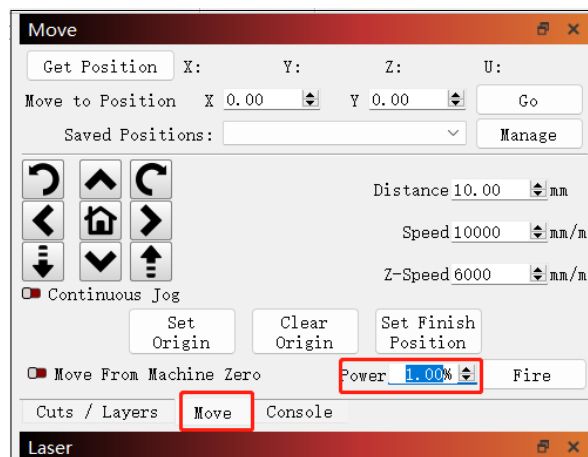 Move
Get Position X: Y: Z: U:
Move to Position X 0.00 Y 0.00 Go
Saved Positions: Manage
Distance 10.00 mm
Speed 10000 mm/m
Z-Speed 6000 mm/m
Continuous Jog
Set Origin Clear Origin Set Finish Position
Move From Machine Zero Power 1.00% Fire
Cuts / Layers Move Console
Laser